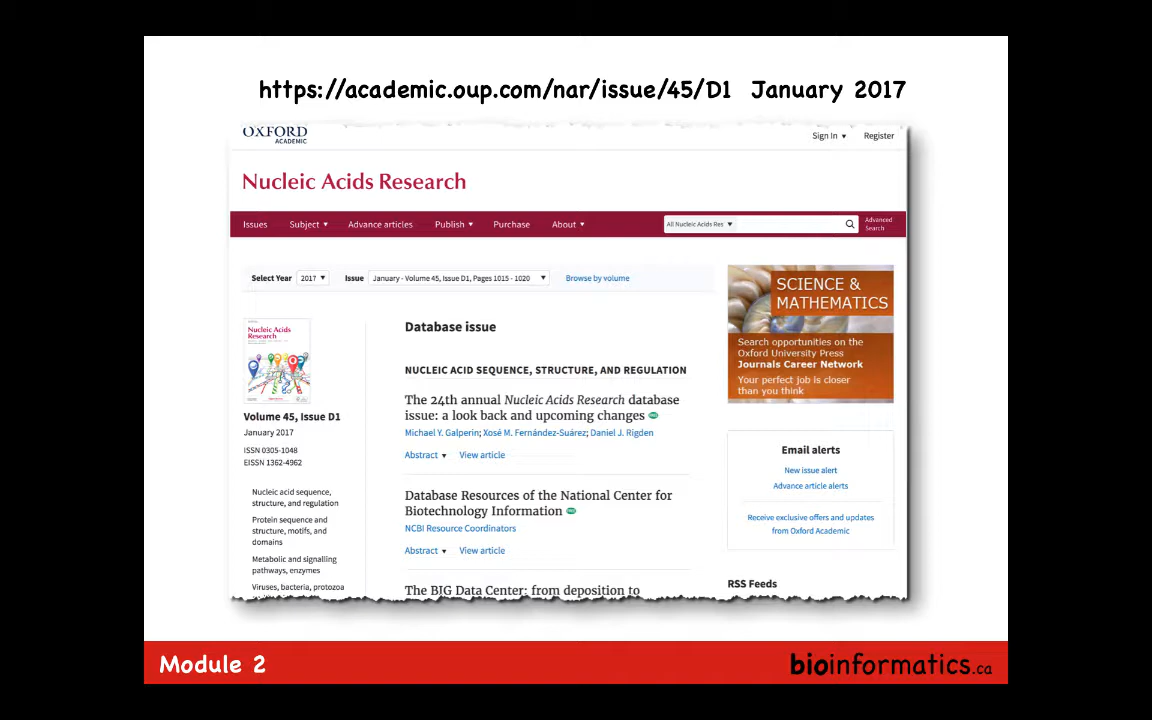 https://academic.oup.com/nar/issue/45/D1 January 2017
OXFORD
ACADEMIC
Sign In
Register
Nucleic Acids Research
Issues
Subject
Advance articles
Publish
Purchase
About
All Nucleic Acids Res
Advanced
Search
Select Year
2017
Issue
January - Volume 45, Issue D1, Pages 1015 - 1020
Browse by volume
Nucleic Acids
Research
Volume 45, Issue D1
January 2017
ISSN 0305-1048
EISSN 1362-4962
Nucleic acid sequence,
structure, and regulation
Protein sequence and
structure, motifs, and
domains
Metabolic and signalling
pathways, enzymes
Viruses, bacteria, protozoa
Database issue
NUCLEIC ACID SEQUENCE, STRUCTURE, AND REGULATION
The 24th annual Nucleic Acids Research database
issue: a look back and upcoming changes
Michael Y. Galperin; Xosé M. Fernández-Suárez; Daniel J. Rigden
Abstract
View article
Database Resources of the National Center for
Biotechnology Information
NCBI Resource Coordinators
Abstract
View article
The BIG Data Center: from deposition to
SCIENCE &
MATHEMATICS
Search opportunities on the
Oxford University Press
Journals Career Network
Your perfect job is closer
than you think
Email alerts
New issue alert
Advance article alerts
Receive exclusive offers and updates
from Oxford Academic
RSS Feeds
Module 2
bioinformatics.ca